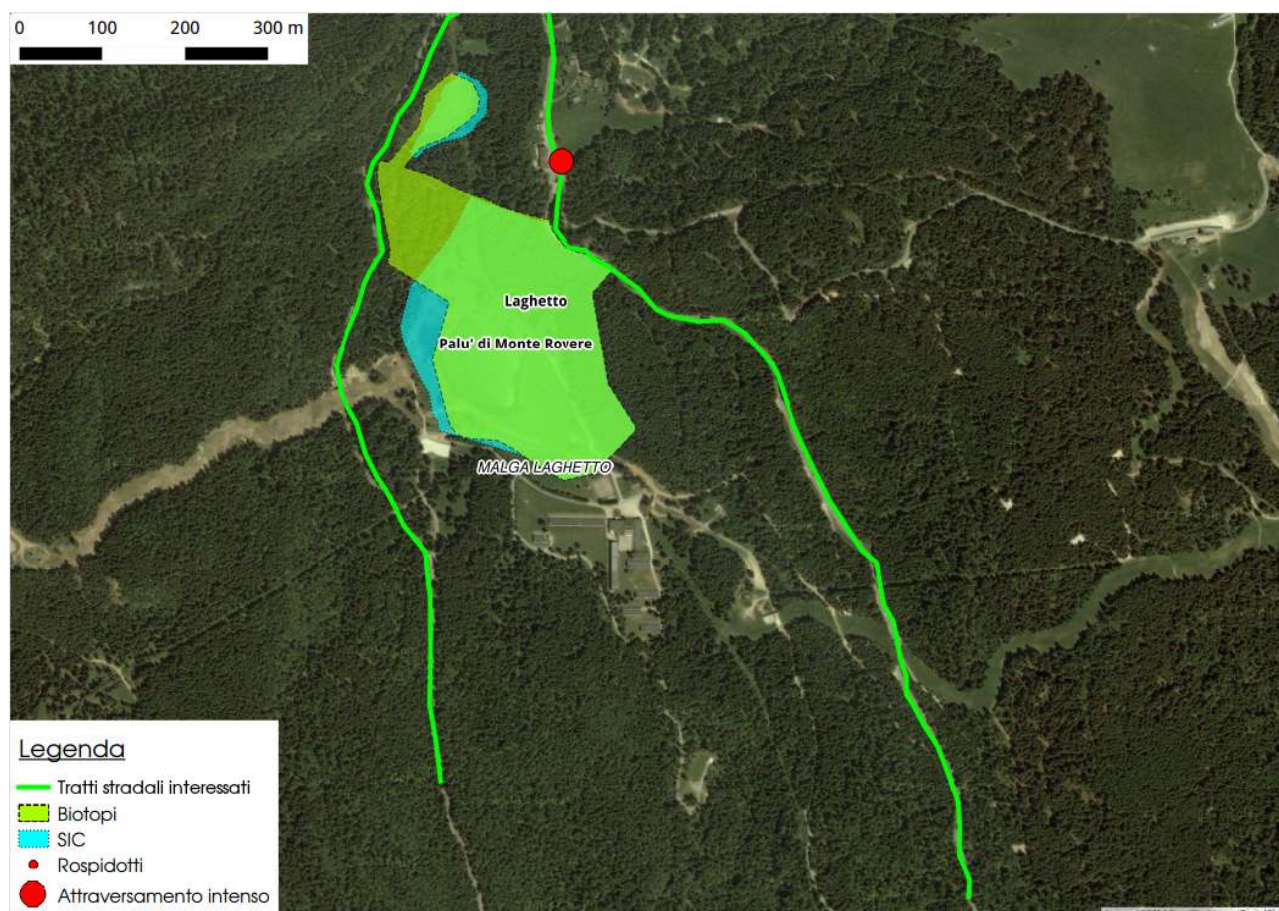 0 100 200 300 m
Laghetto
Palu' di Monte Rovere
MALGA LAGHETTO
Legenda
Tratti stradali interessati
Biotopi
SIC
Rospidotti
Attraversamento intenso